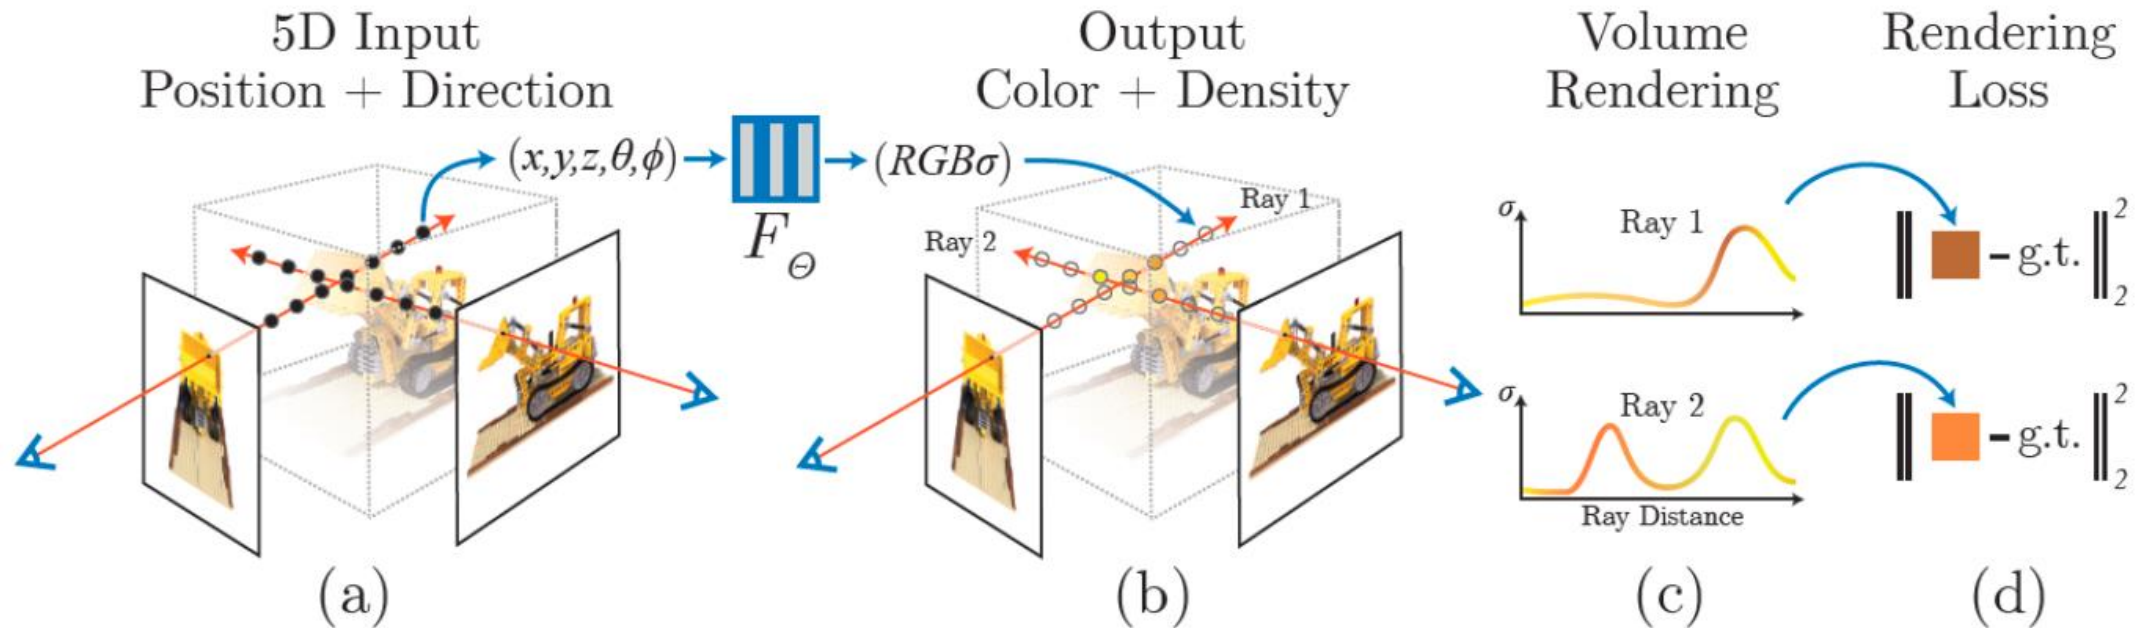 5D Input
Position + Direction
Output
Color + Density
Volume
Rendering
Rendering
Loss
(x,y,z,θ,ϕ)
F_Θ
(RGBσ)
Ray 1
Ray 2
σ
Ray 1
σ
Ray 2
Ray Distance
|| - g.t. ||²₂
|| - g.t. ||²₂
(a)
(b)
(c)
(d)